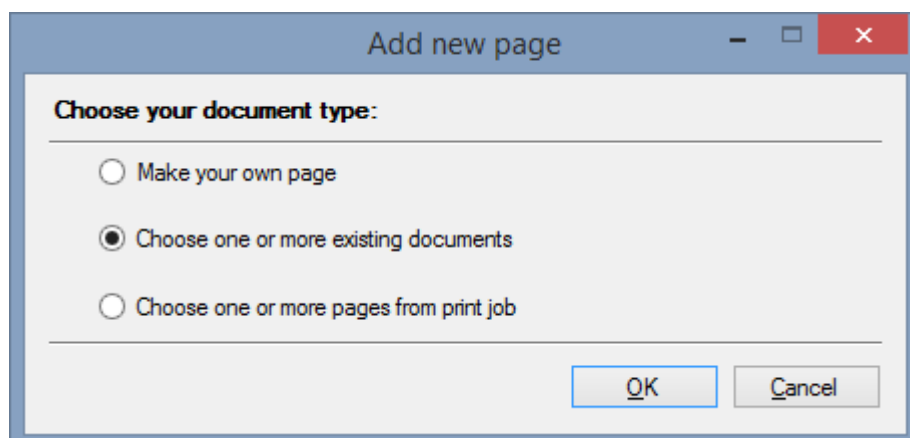 Add new page
Choose your document type:
Make your own page
Choose one or more existing documents
Choose one or more pages from print job
OK Cancel